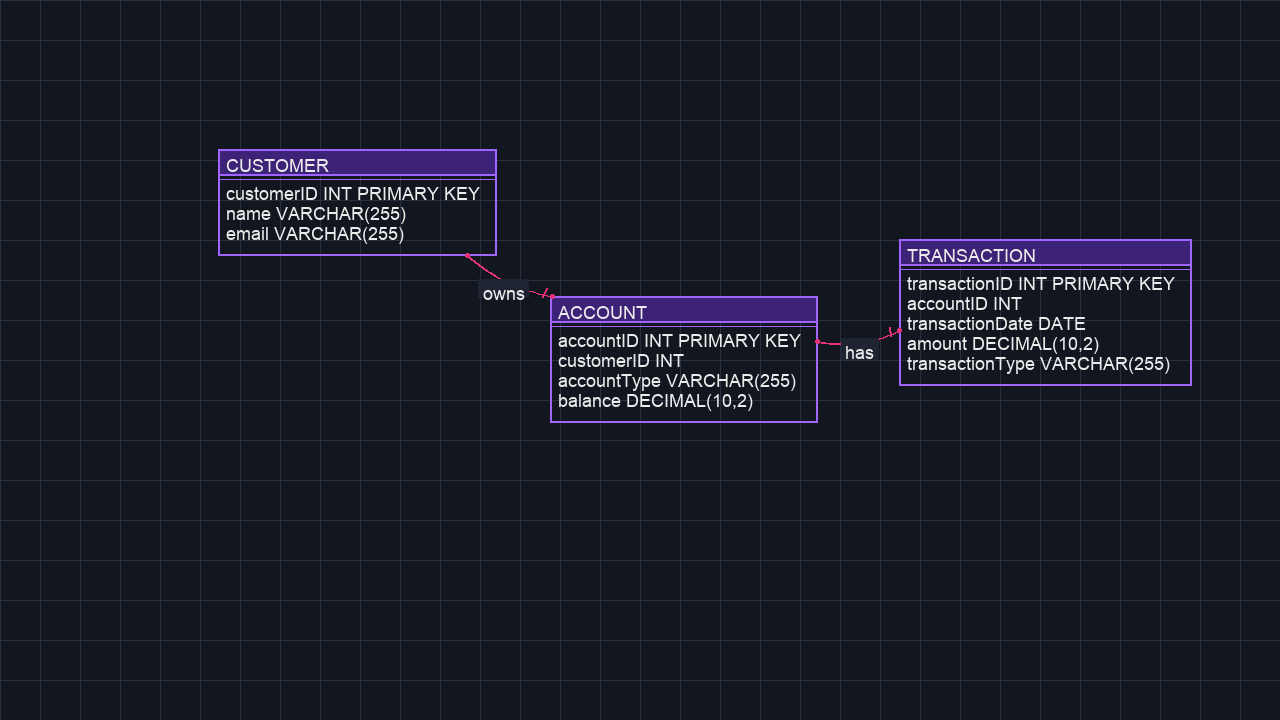 CUSTOMER
customerID INT PRIMARY KEY
name VARCHAR(255)
email VARCHAR(255)
owns
ACCOUNT
accountID INT PRIMARY KEY
customerID INT
accountType VARCHAR(255)
balance DECIMAL(10,2)
has
TRANSACTION
transactionID INT PRIMARY KEY
accountID INT
transactionDate DATE
amount DECIMAL(10,2)
transactionType VARCHAR(255)